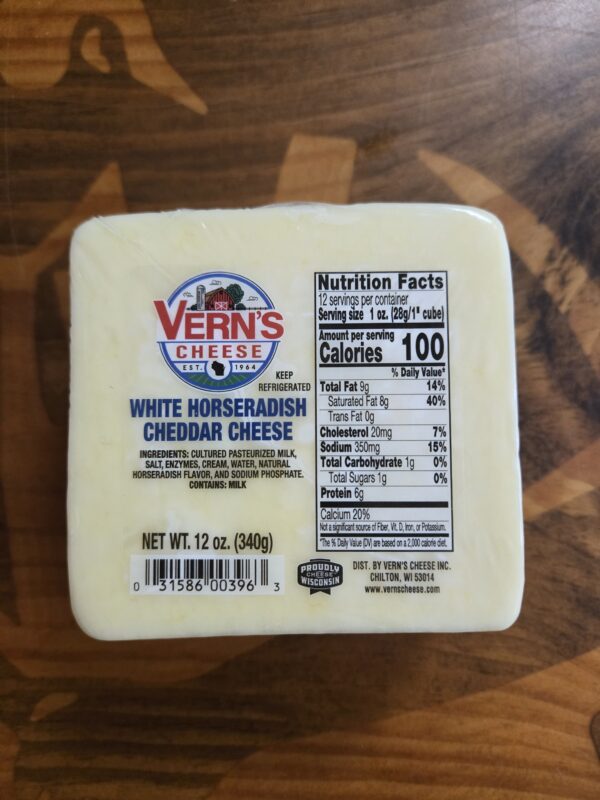 VERN'S
CHEESE
EST. 1964
KEEP
REFRIGERATED
WHITE HORSERADISH
CHEDDAR CHEESE
INGREDIENTS: CULTURED PASTEURIZED MILK,
SALT, ENZYMES, CREAM, WATER, NATURAL
HORSERADISH FLAVOR, AND SODIUM PHOSPHATE.
CONTAINS: MILK
NET WT. 12 oz. (340g)
0 31586 00396 3
Nutrition Facts
12 servings per container
Serving size 1 oz. (28g/1" cube)
Amount per serving
Calories 100
% Daily Value*
Total Fat 9g 14%
Saturated Fat 8g 40%
Trans Fat 0g
Cholesterol 20mg 7%
Sodium 350mg 15%
Total Carbohydrate 1g 0%
Total Sugars 1g 0%
Protein 6g
Calcium 20%
Not a significant source of Fiber, Vit. D, Iron, or Potassium.
*The % Daily Value (DV) are based on a 2,000 calorie diet.
PROUDLY
WISCONSIN
CHEESE
DIST. BY VERN'S CHEESE INC.
CHILTON, WI 53014
www.vernscheese.com